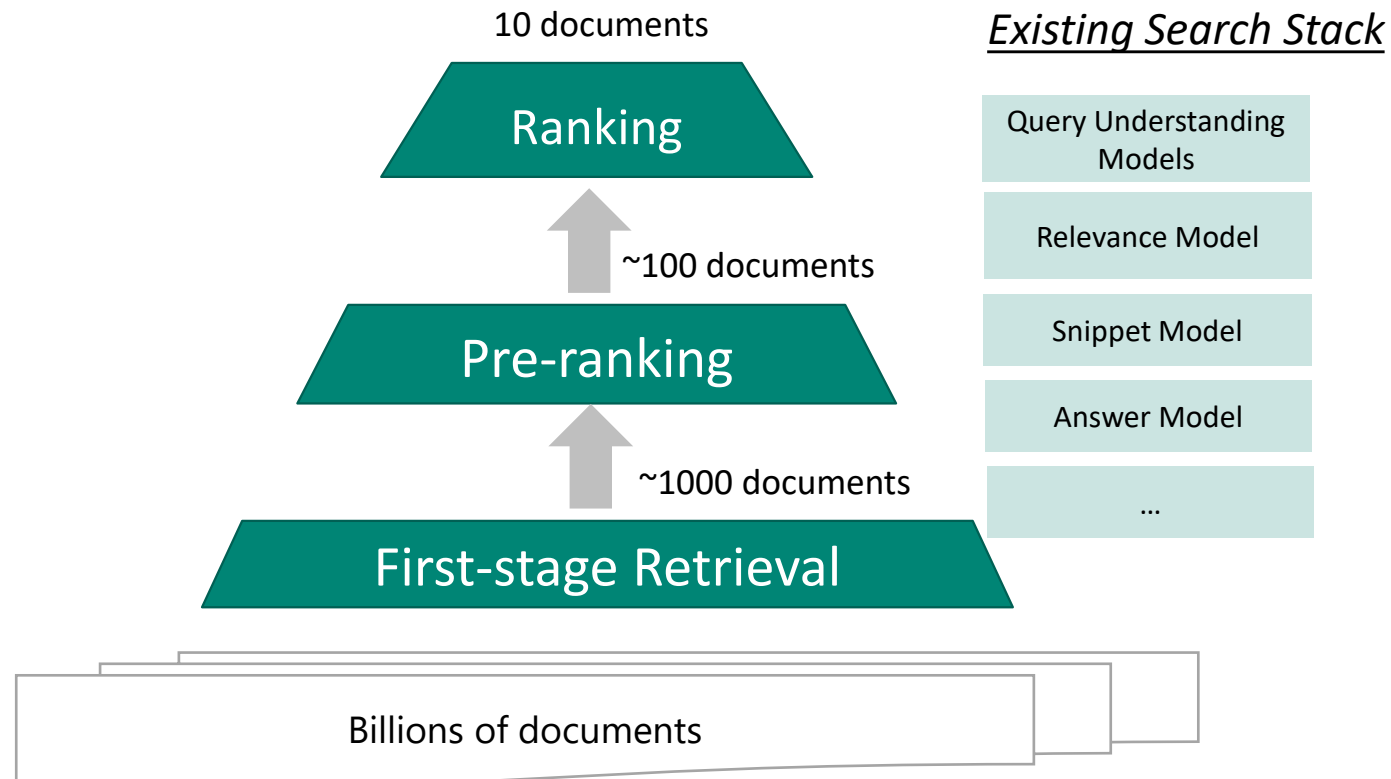 10 documents
Existing Search Stack
Ranking
Query Understanding
Models
Relevance Model
~100 documents
Snippet Model
Pre-ranking
Answer Model
~1000 documents
...
First-stage Retrieval
Billions of documents